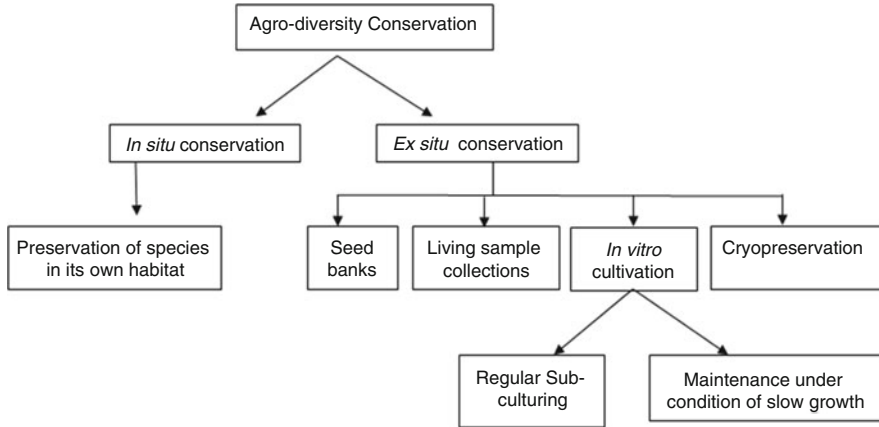 Agro-diversity Conservation
In situ conservation
Ex situ conservation
Preservation of species
in its own habitat
Seed
banks
Living sample
collections
In vitro
cultivation
Cryopreservation
Regular Sub-
culturing
Maintenance under
condition of slow growth